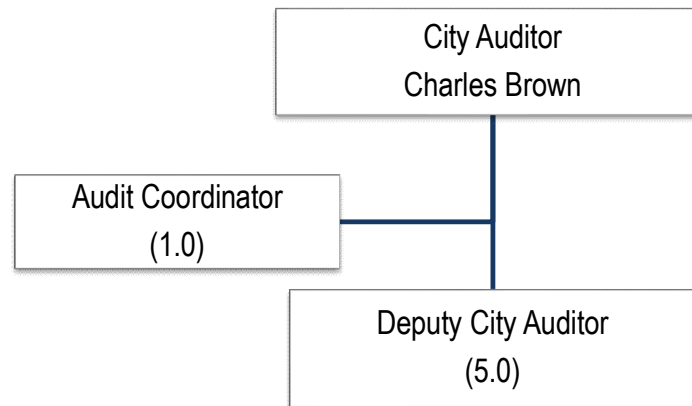 City Auditor
Charles Brown
Audit Coordinator
(1.0)
Deputy City Auditor
(5.0)